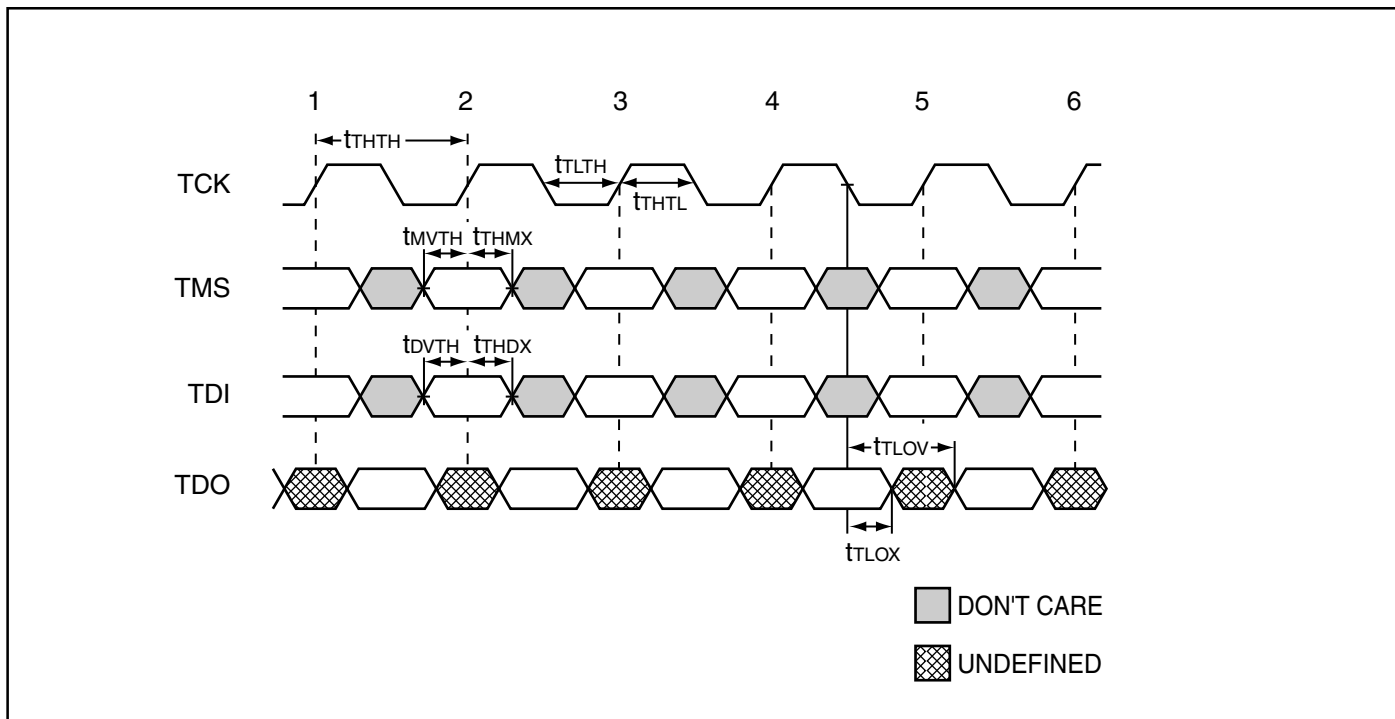 1 2 3 4 5 6
tTHTH
TCK
tTLTH
tTHTL
tMVTH tTHMX
TMS
tDVTH tTHDX
TDI
tTLOV
TDO
tTLOX
DON'T CARE
UNDEFINED